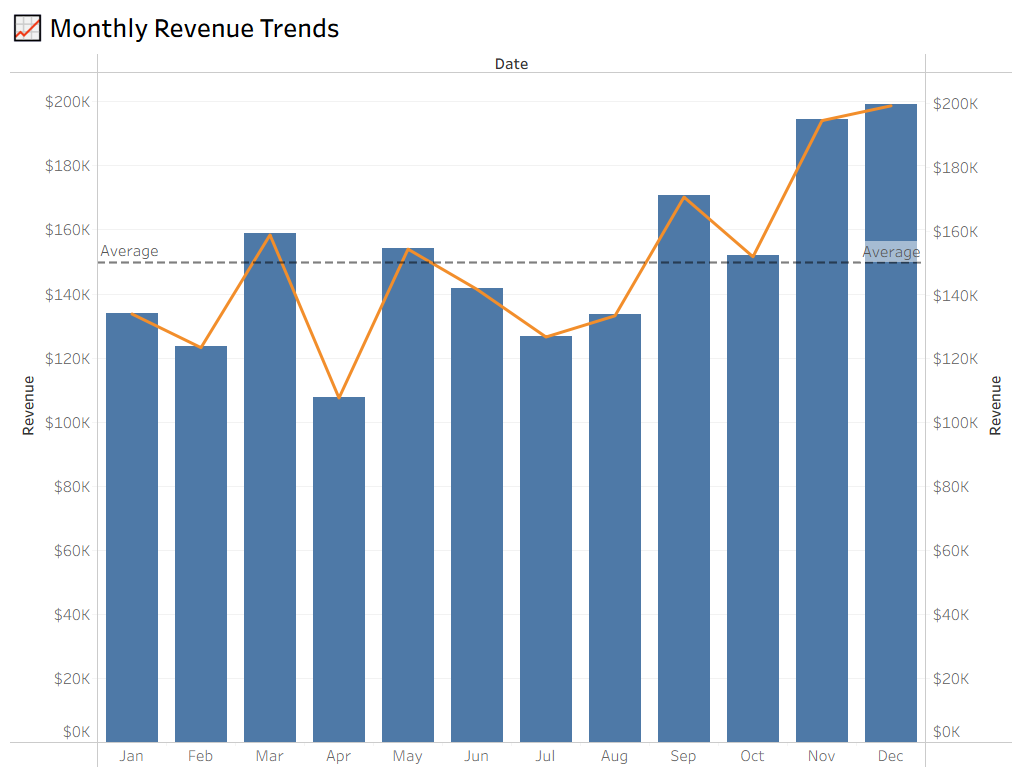 📈 Monthly Revenue Trends
Date
Revenue
$200K
$180K
$160K
$140K
$120K
$100K
$80K
$60K
$40K
$20K
$0K
Average
Average
$200K
$180K
$160K
$140K
$120K
$100K
$80K
$60K
$40K
$20K
$0K
Revenue
Jan Feb Mar Apr May Jun Jul Aug Sep Oct Nov Dec